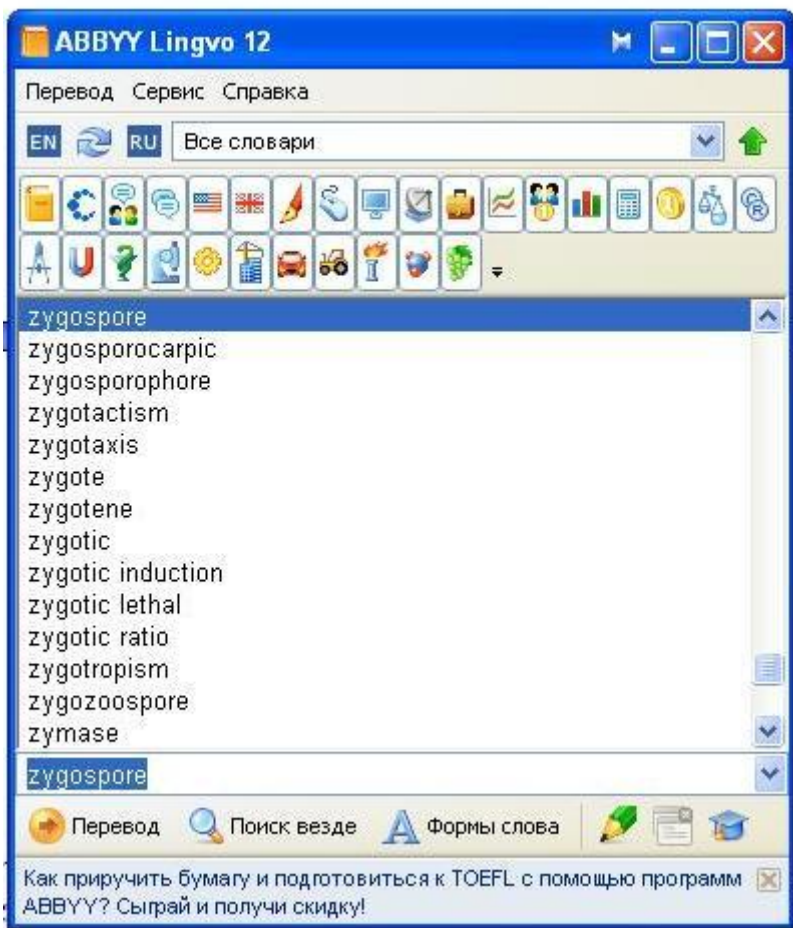 ABBYY Lingvo 12
Перевод Сервис Справка
EN RU Все словари
zygospore
zygosporocarpic
zygosporophore
zygotactism
zygotaxis
zygote
zygotene
zygotic
zygotic induction
zygotic lethal
zygotic ratio
zygotropism
zygozoospore
zymase
zygospore
Перевод Поиск везде Формы слова
Как приручить бумагу и подготовиться к TOEFL с помощью программ
ABBYY? Сыграй и получи скидку!